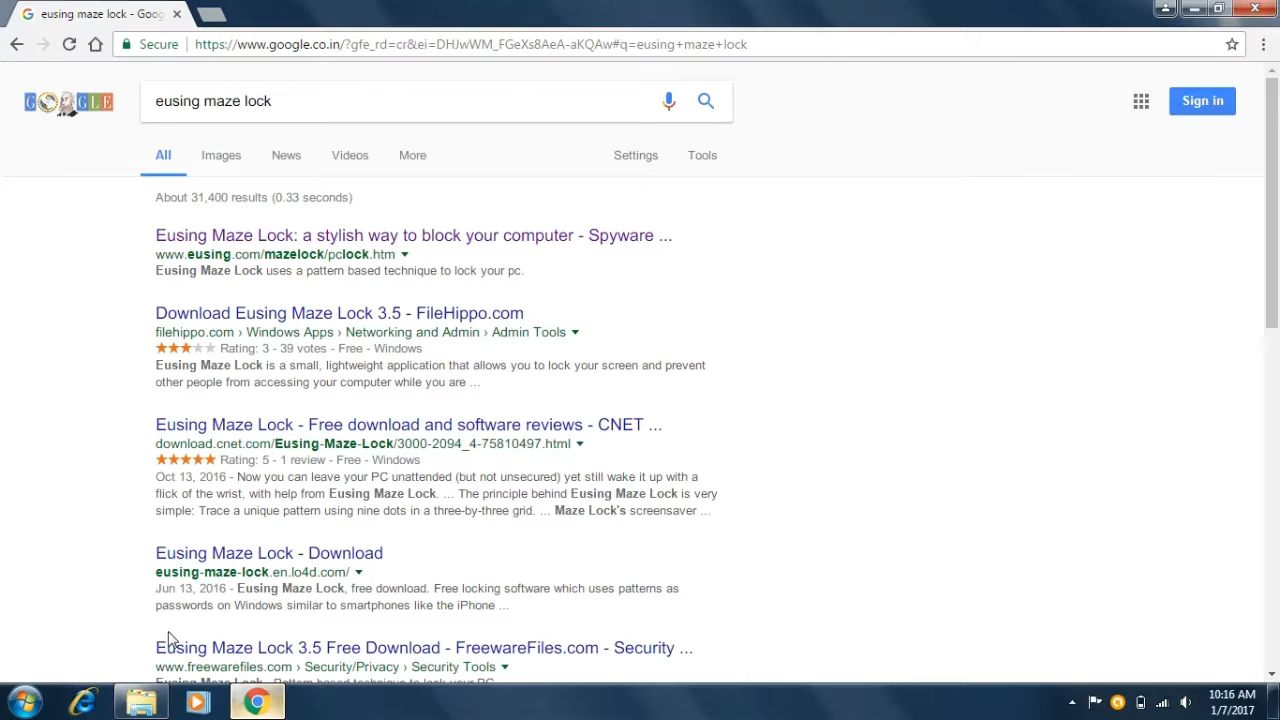 eusing maze lock - Goog
Secure https://www.google.co.in/?gfe_rd=cr&ei=DHJwWM_FGeXs8AeA-aKQAw#q=eusing+maze+lock
eusing maze lock
Sign in
All Images News Videos More Settings Tools
About 31,400 results (0.33 seconds)
Eusing Maze Lock: a stylish way to block your computer - Spyware ...
www.eusing.com/mazelock/pclock.htm
Eusing Maze Lock uses a pattern based technique to lock your pc.
Download Eusing Maze Lock 3.5 - FileHippo.com
filehippo.com › Windows Apps › Networking and Admin › Admin Tools
Rating: 3 - 39 votes - Free - Windows
Eusing Maze Lock is a small, lightweight application that allows you to lock your screen and prevent
other people from accessing your computer while you are ...
Eusing Maze Lock - Free download and software reviews - CNET ...
download.cnet.com/Eusing-Maze-Lock/3000-2094_4-75810497.html
Rating: 5 - 1 review - Free - Windows
Oct 13, 2016 - Now you can leave your PC unattended (but not unsecured) yet still wake it up with a
flick of the wrist, with help from Eusing Maze Lock. ... The principle behind Eusing Maze Lock is very
simple: Trace a unique pattern using nine dots in a three-by-three grid. ... Maze Lock's screensaver ...
Eusing Maze Lock - Download
eusing-maze-lock.en.lo4d.com/
Jun 13, 2016 - Eusing Maze Lock, free download. Free locking software which uses patterns as
passwords on Windows similar to smartphones like the iPhone ...
Eusing Maze Lock 3.5 Free Download - FreewareFiles.com - Security ...
www.freewarefiles.com › Security/Privacy › Security Tools
Eusing Maze Lock. Pattern based technique to lock your PC.
10:16 AM
1/7/2017